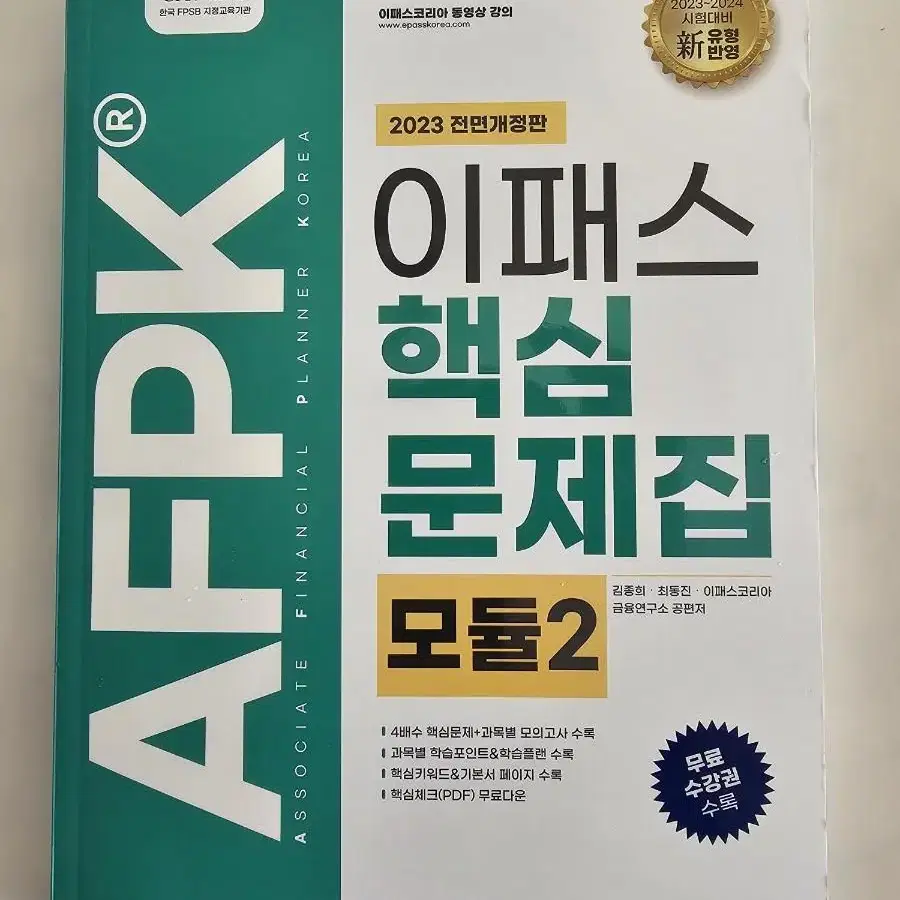 한국 FPSB 지정교육기관
이패스코리아 동영상 강의
www.epasskorea.com
2023~2024
시험대비
新 유형
반영
2023 전면개정판
AFPK®
ASSOCIATE FINANCIAL PLANNER KOREA
이패스
핵심
문제집
모듈2
김종희 · 최동진 · 이패스코리아
금융연구소 공편저
4배수 핵심문제+과목별 모의고사 수록
과목별 학습포인트&학습플랜 수록
핵심키워드&기본서 페이지 수록
핵심체크(PDF) 무료다운
무료
수강권
수록